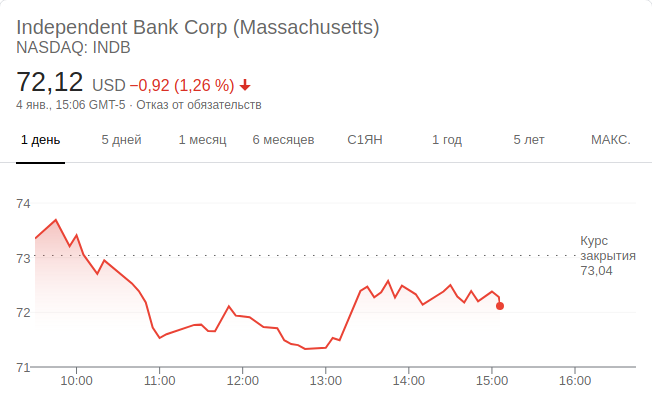 Independent Bank Corp (Massachusetts)
NASDAQ: INDB
72,12 USD −0,92 (1,26 %)
4 янв., 15:06 GMT-5 · Отказ от обязательств
1 день 5 дней 1 месяц 6 месяцев С1ЯН 1 год 5 лет МАКС.
74
73
72
71
Курс
закрытия
73,04
10:00 11:00 12:00 13:00 14:00 15:00 16:00